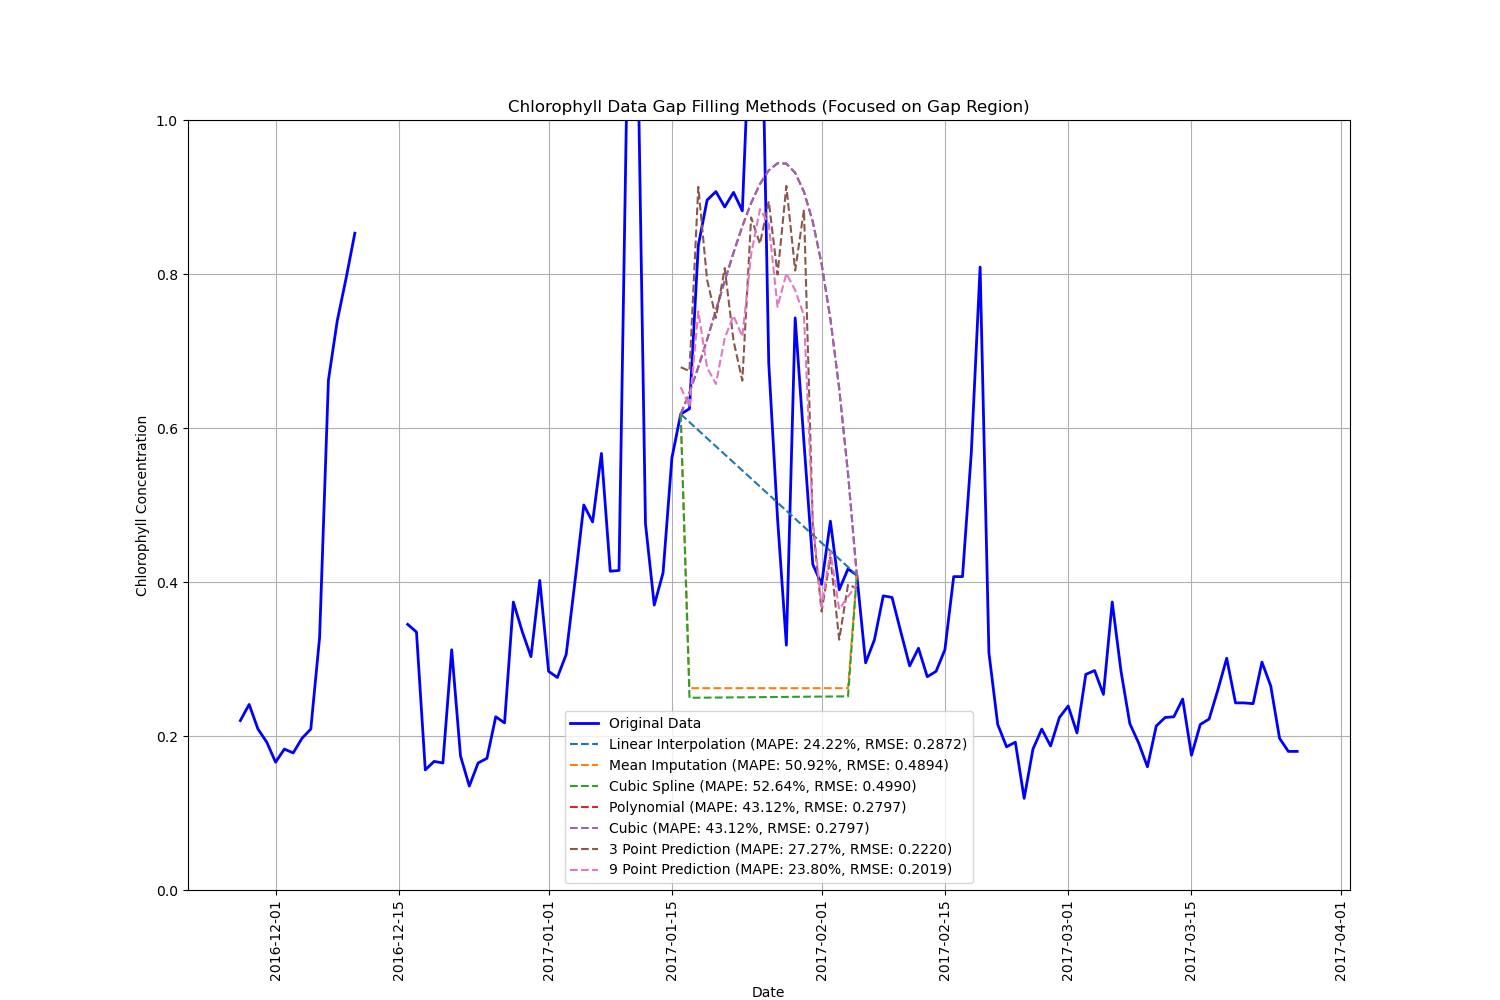 Chlorophyll Data Gap Filling Methods (Focused on Gap Region)
1.0
0.8
0.6
0.4
0.2
0.0
Chlorophyll Concentration
Original Data
Linear Interpolation (MAPE: 24.22%, RMSE: 0.2872)
Mean Imputation (MAPE: 50.92%, RMSE: 0.4894)
Cubic Spline (MAPE: 52.64%, RMSE: 0.4990)
Polynomial (MAPE: 43.12%, RMSE: 0.2797)
Cubic (MAPE: 43.12%, RMSE: 0.2797)
3 Point Prediction (MAPE: 27.27%, RMSE: 0.2220)
9 Point Prediction (MAPE: 23.80%, RMSE: 0.2019)
2016-12-01
2016-12-15
2017-01-01
2017-01-15
2017-02-01
2017-02-15
2017-03-01
2017-03-15
2017-04-01
Date